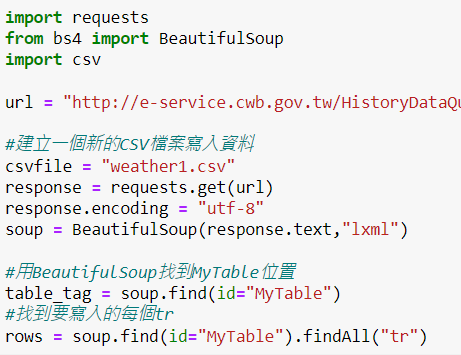 import requests
from bs4 import BeautifulSoup
import csv
url = "http://e-service.cwb.gov.tw/HistoryDataQu
#建立一個新的CSV檔案寫入資料
csvfile = "weather1.csv"
response = requests.get(url)
response.encoding = "utf-8"
soup = BeautifulSoup(response.text,"lxml")
#用BeautifulSoup找到MyTable位置
table_tag = soup.find(id="MyTable")
#找到要寫入的每個tr
rows = soup.find(id="MyTable").findAll("tr")